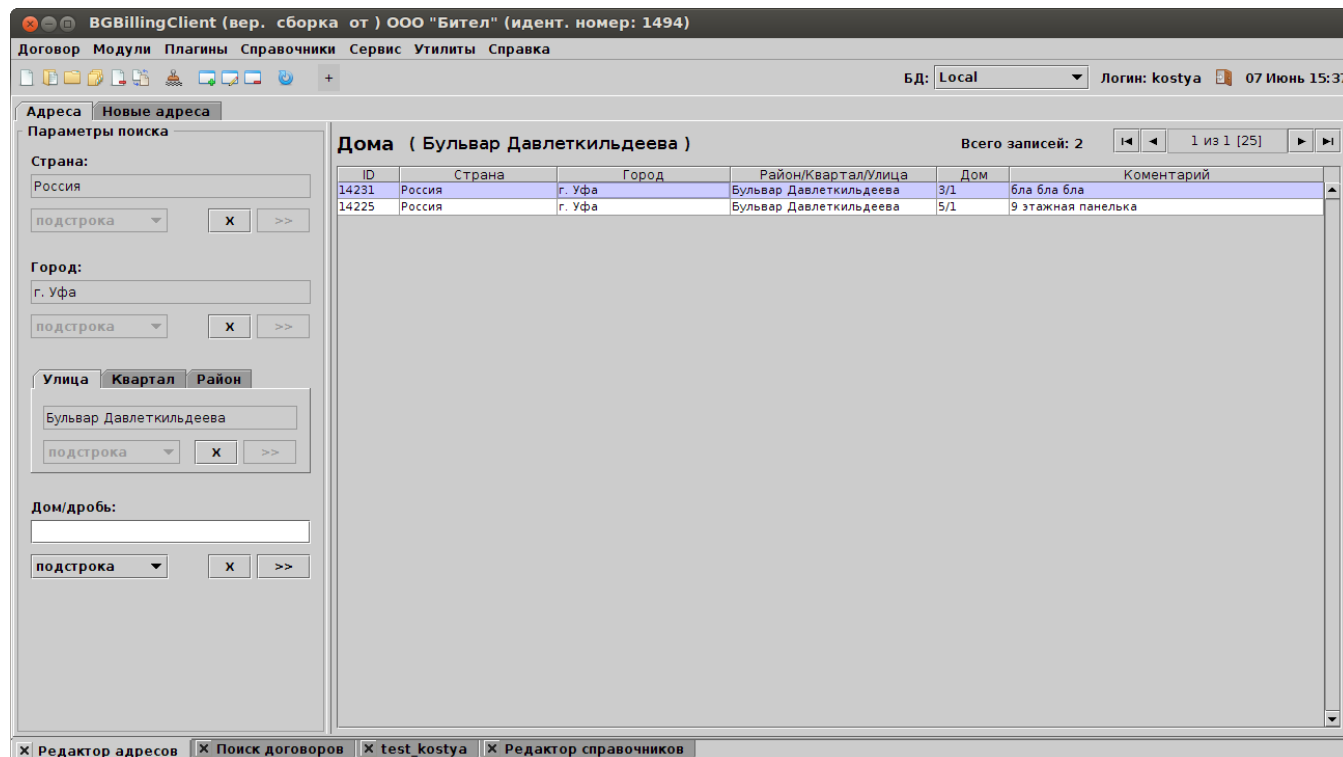 BGBillingClient (вер.  сборка  от ) ООО "Бител" (идент. номер: 1494)
Договор Модули Плагины Справочники Сервис Утилиты Справка
+ БД: Local Логин: kostya 07 Июнь 15:37
Адреса Новые адреса
Параметры поиска
Страна:
Россия
подстрока X >>
Город:
г. Уфа
подстрока X >>
Улица Квартал Район
Бульвар Давлеткильдеева
подстрока X >>
Дом/дробь:
подстрока X >>
Дома ( Бульвар Давлеткильдеева ) Всего записей: 2 1 из 1 [25]
ID Страна Город Район/Квартал/Улица Дом Коментарий
14231 Россия г. Уфа Бульвар Давлеткильдеева 3/1 бла бла бла
14225 Россия г. Уфа Бульвар Давлеткильдеева 5/1 9 этажная панелька
X Редактор адресов X Поиск договоров X test_kostya X Редактор справочников